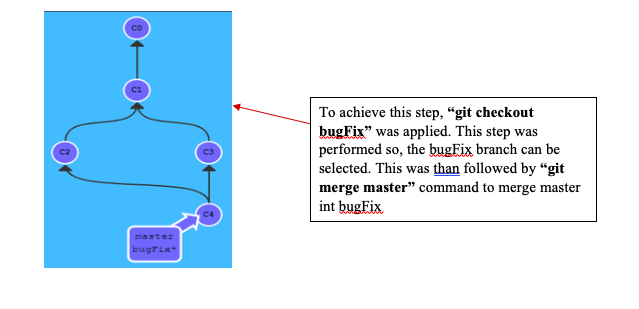 C0
C1
C2
C3
C4
master
bugFix*
To achieve this step, “git checkout
bugFix” was applied. This step was
performed so, the bugFix branch can be
selected. This was than followed by “git
merge master” command to merge master
int bugFix